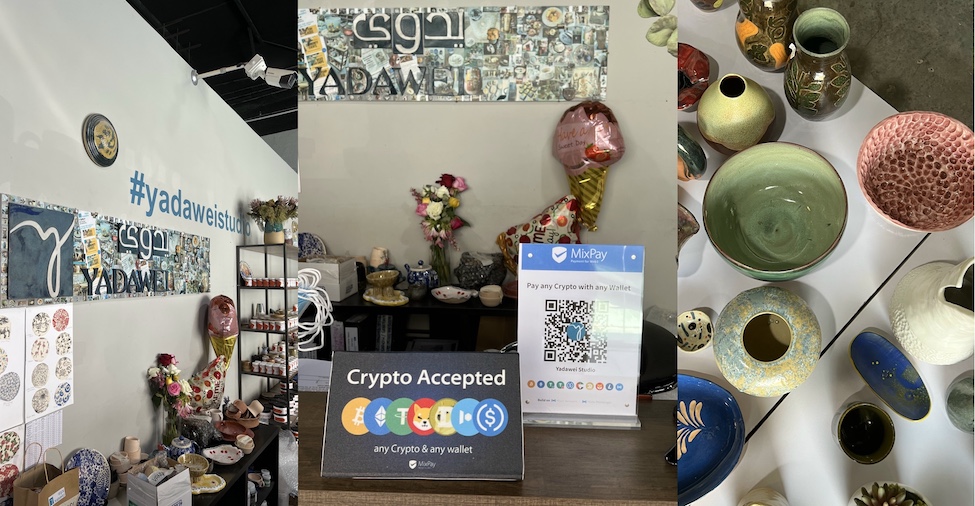 #yadaweistudio
يدوي
YADAWEI
يدوي
YADAWEI
MixPay
Pay any Crypto with any Wallet
Yadawei Studio
Crypto Accepted
any Crypto & any wallet
MixPay